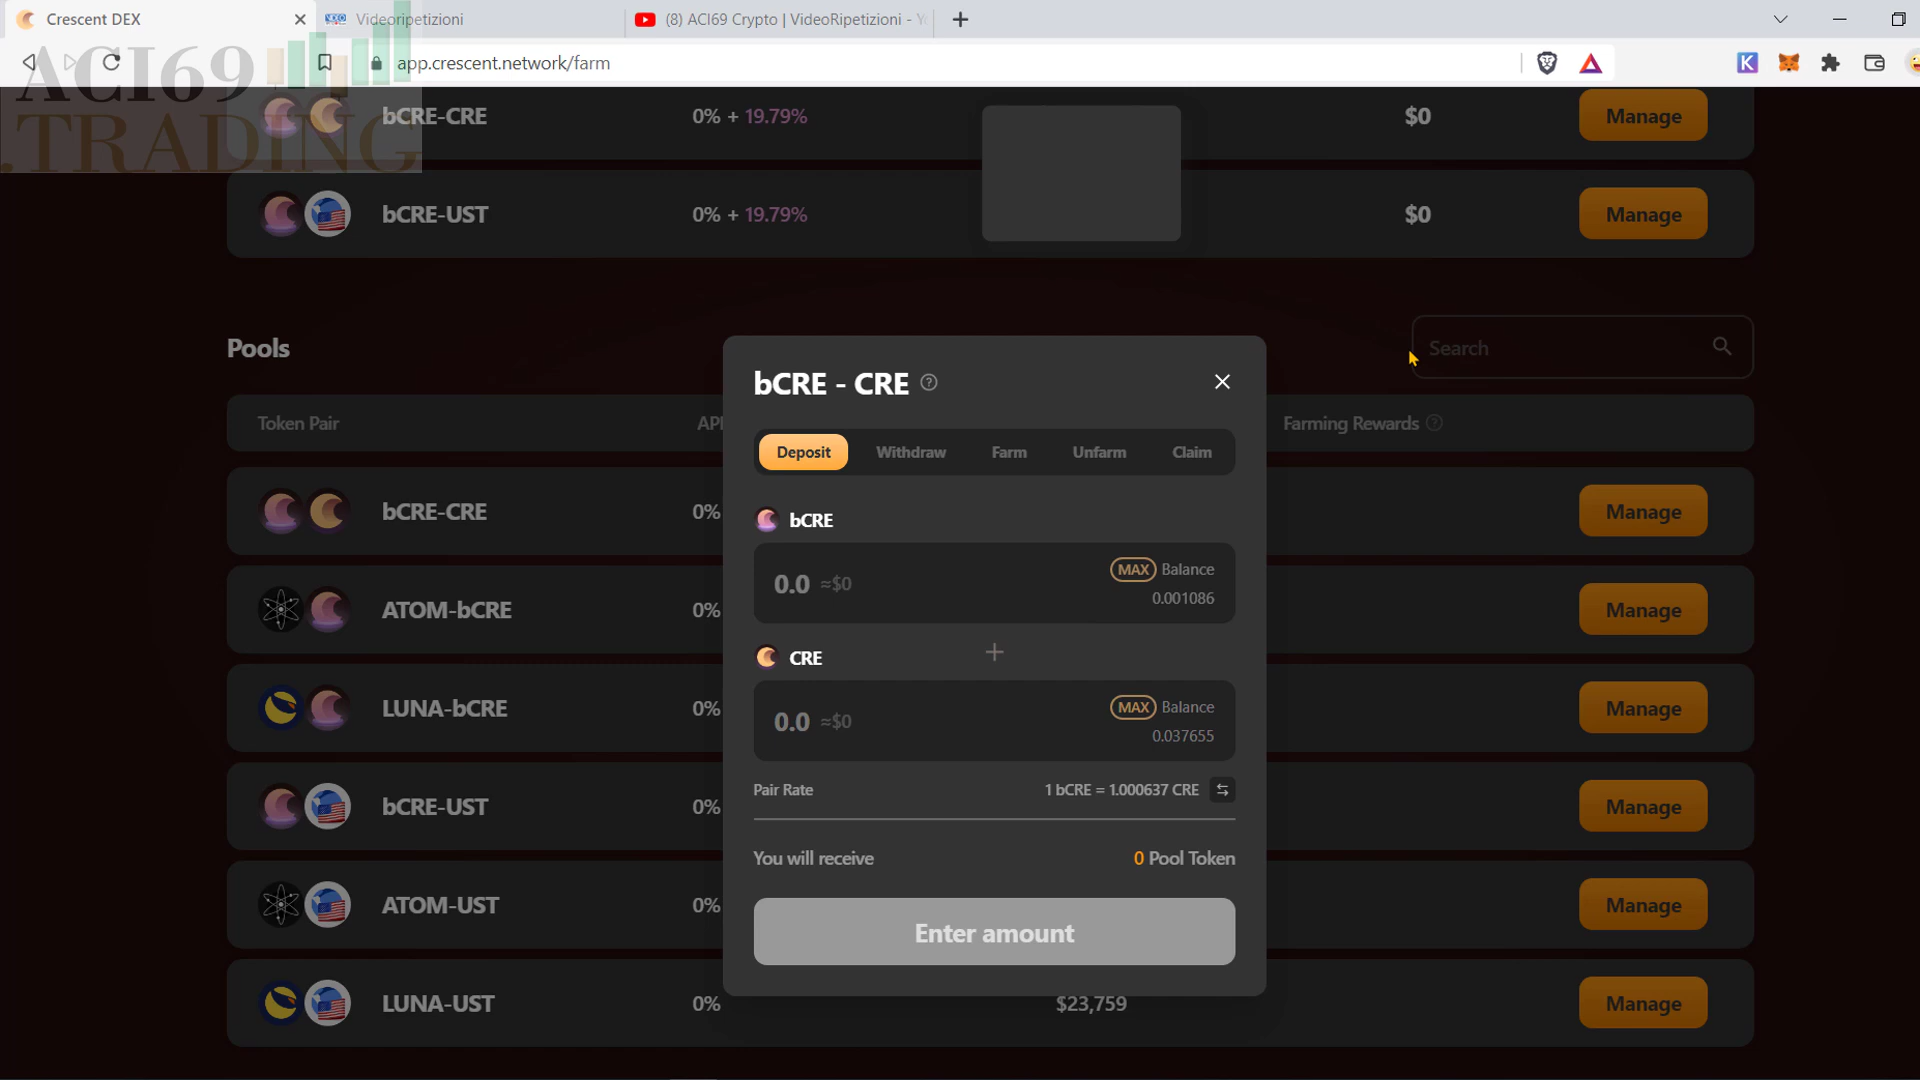 Crescent DEX
Videoripetizioni
(8) ACI69 Crypto | VideoRipetizioni - Yo
app.crescent.network/farm
ACI69
.TRADING
bCRE-CRE
0% + 19.79%
$0
Manage
bCRE-UST
0% + 19.79%
$0
Manage
Pools
Search
Token Pair
Farming Rewards
bCRE-CRE
0%
Manage
ATOM-bCRE
0%
Manage
LUNA-bCRE
0%
Manage
bCRE-UST
0%
Manage
ATOM-UST
0%
Manage
LUNA-UST
0%
$23,759
Manage
bCRE - CRE
Deposit
Withdraw
Farm
Unfarm
Claim
bCRE
0.0 ≈$0
MAX Balance
0.001086
CRE
0.0 ≈$0
MAX Balance
0.037655
Pair Rate
1 bCRE = 1.000637 CRE
You will receive
0 Pool Token
Enter amount